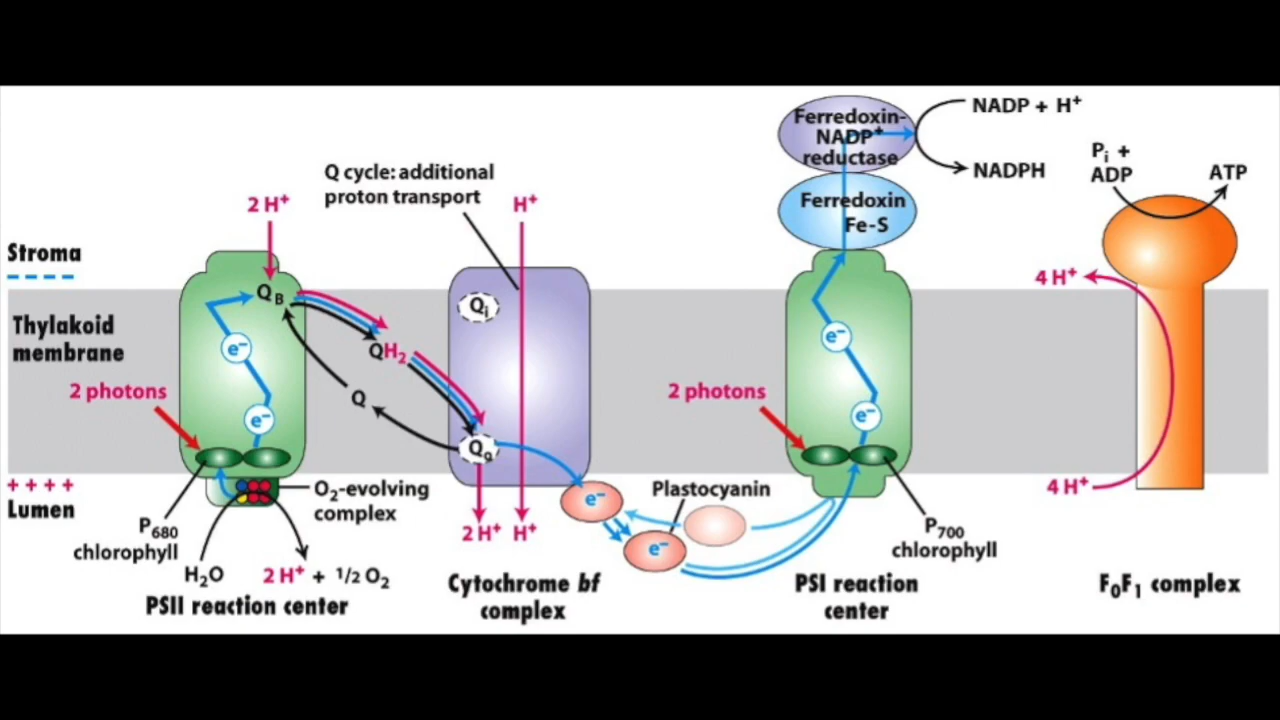 Ferredoxin-
NADP⁺
reductase
NADP + H⁺
NADPH
Ferredoxin
Fe-S
Pᵢ +
ADP
ATP
Q cycle: additional
proton transport
2 H⁺
H⁺
Stroma
Thylakoid
membrane
Q_B
Qᵢ
4 H⁺
e⁻
e⁻
QH₂
Q
2 photons
2 photons
e⁻
e⁻
Qₒ
+ + + +
Lumen
O₂-evolving
complex
P₆₈₀
chlorophyll
H₂O
2 H⁺ + 1/2 O₂
PSII reaction center
2 H⁺
H⁺
e⁻
e⁻
Plastocyanin
Cytochrome bf
complex
P₇₀₀
chlorophyll
PSI reaction
center
4 H⁺
F₀F₁ complex